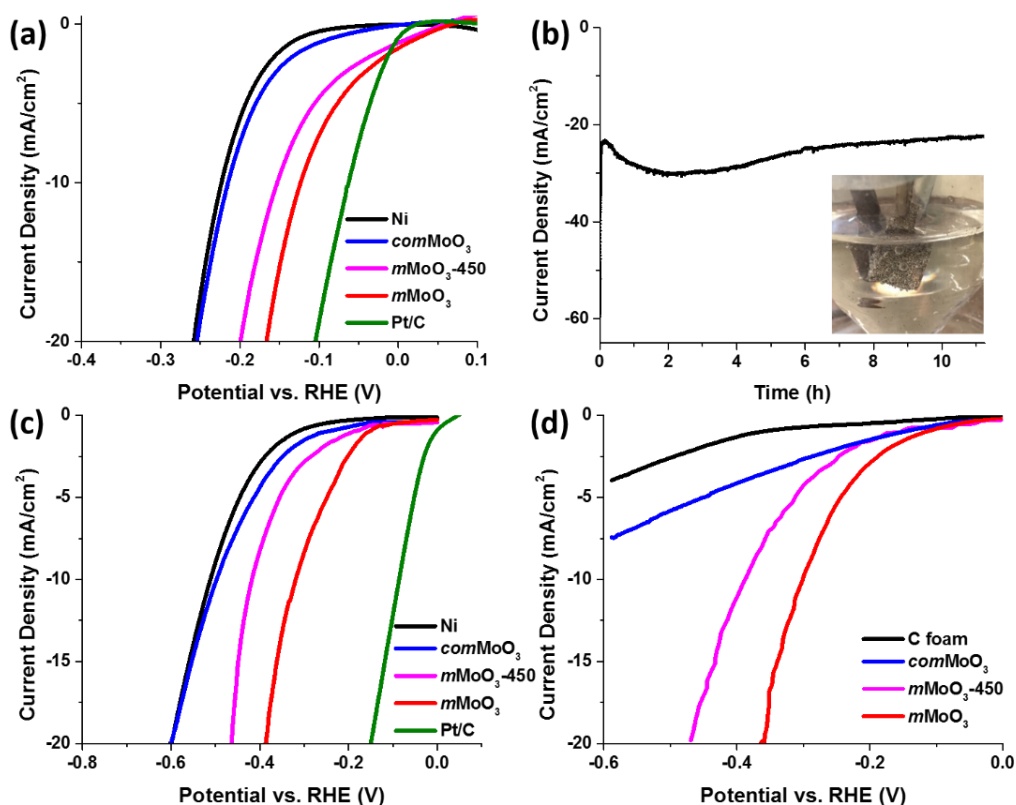 (a)
0
-10
-20
Current Density (mA/cm²)
Ni
comMoO₃
mMoO₃-450
mMoO₃
Pt/C
-0.4 -0.3 -0.2 -0.1 0.0 0.1
Potential vs. RHE (V)
(b)
0
-20
-40
-60
Current Density (mA/cm²)
0 2 4 6 8 10
Time (h)
(c)
0
-5
-10
-15
-20
Current Density (mA/cm²)
Ni
comMoO₃
mMoO₃-450
mMoO₃
Pt/C
-0.8 -0.6 -0.4 -0.2 0.0
Potential vs. RHE (V)
(d)
0
-5
-10
-15
-20
Current Density (mA/cm²)
C foam
comMoO₃
mMoO₃-450
mMoO₃
-0.6 -0.4 -0.2 0.0
Potential vs. RHE (V)